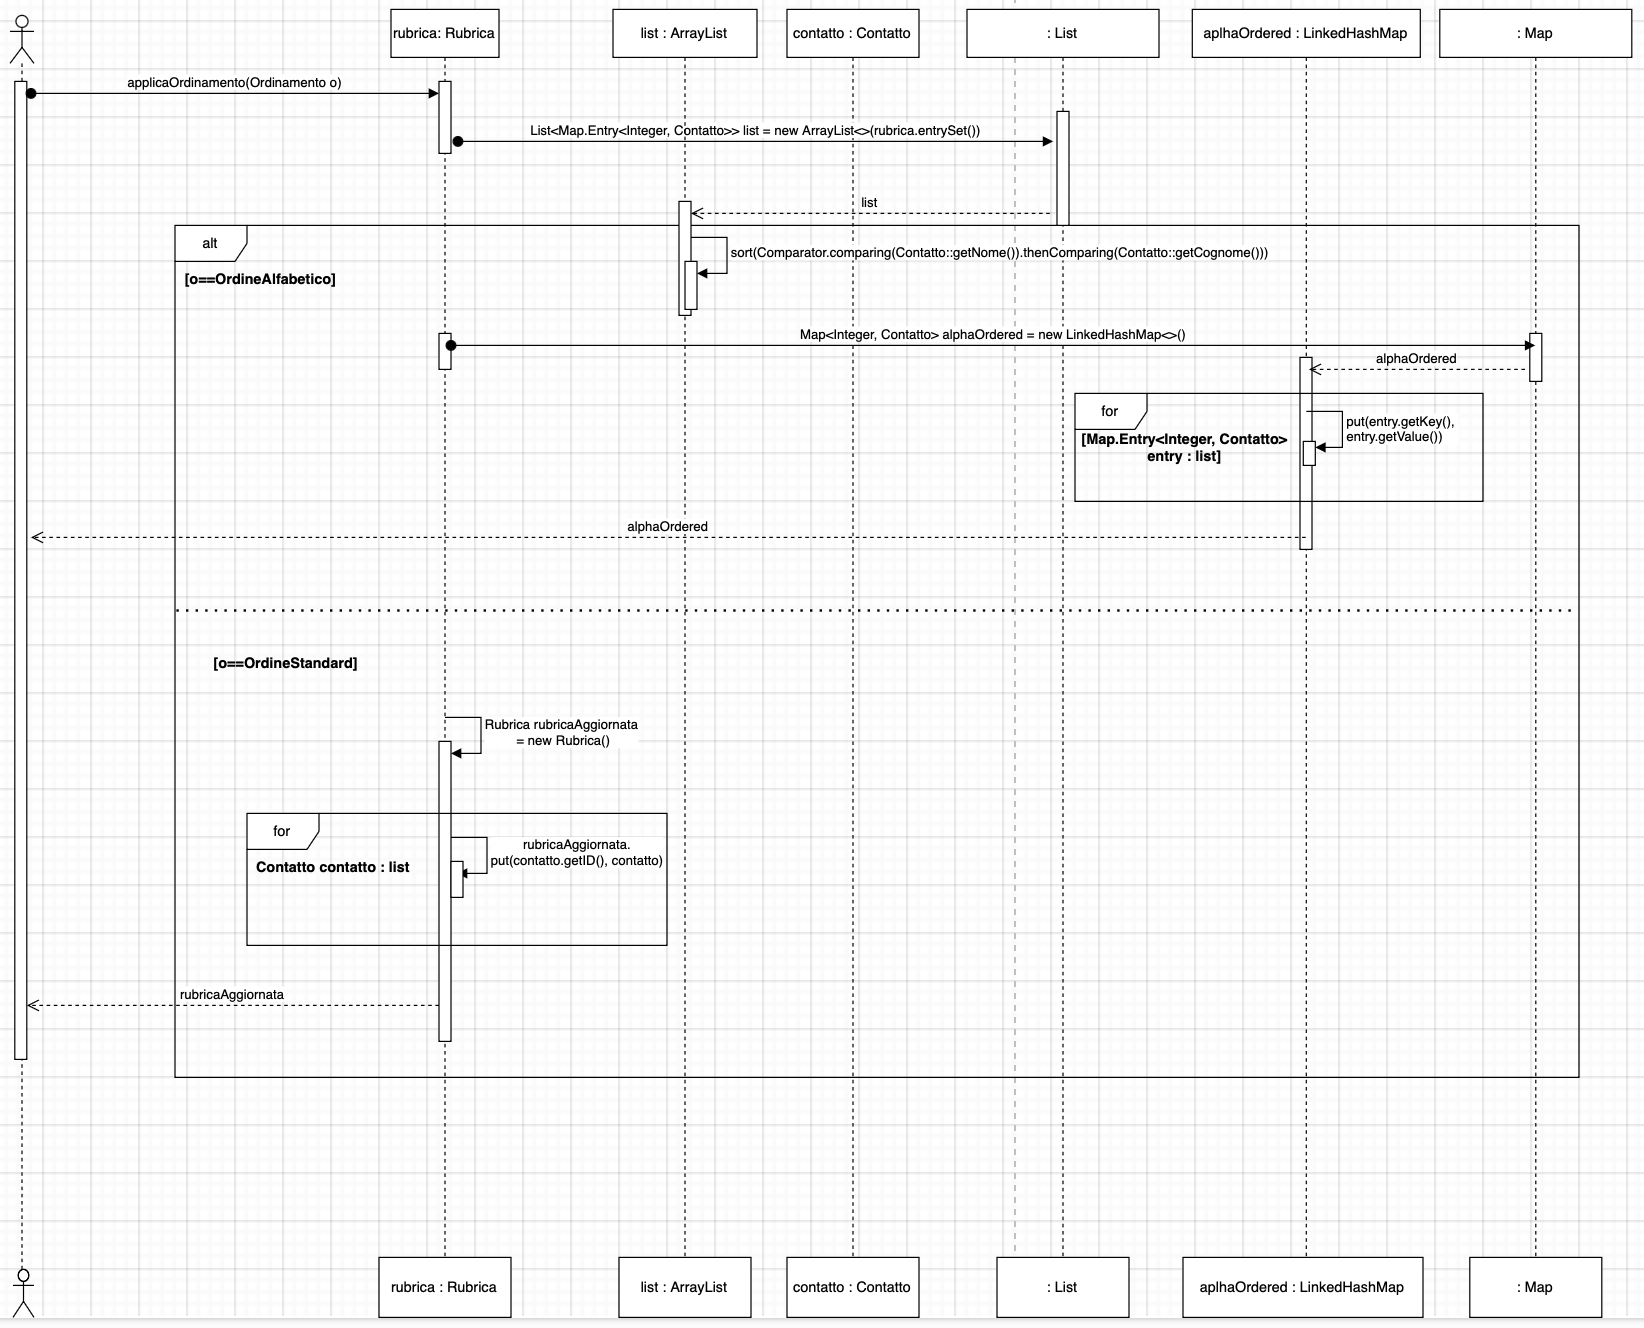 rubrica: Rubrica
list : ArrayList
contatto : Contatto
: List
aplhaOrdered : LinkedHashMap
: Map
applicaOrdinamento(Ordinamento o)
List<Map.Entry<Integer, Contatto>> list = new ArrayList<>(rubrica.entrySet())
list
alt
sort(Comparator.comparing(Contatto::getNome()).thenComparing(Contatto::getCognome()))
[o==OrdineAlfabetico]
Map<Integer, Contatto> alphaOrdered = new LinkedHashMap<>()
alphaOrdered
for
put(entry.getKey(),
entry.getValue())
[Map.Entry<Integer, Contatto>
entry : list]
alphaOrdered
[o==OrdineStandard]
Rubrica rubricaAggiornata
= new Rubrica()
for
rubricaAggiornata.
put(contatto.getID(), contatto)
Contatto contatto : list
rubricaAggiornata
rubrica : Rubrica
list : ArrayList
contatto : Contatto
: List
aplhaOrdered : LinkedHashMap
: Map